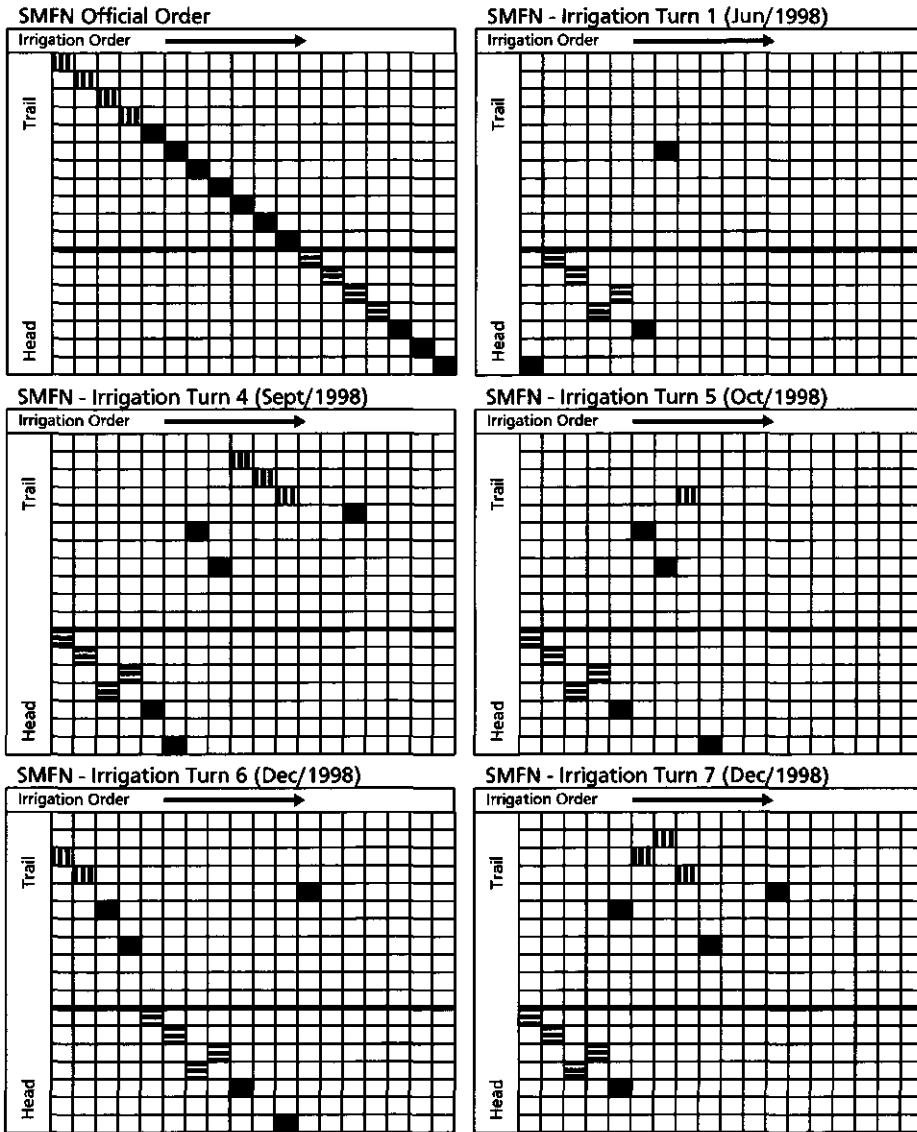 SMFN Official Order
Irrigation Order
Trail
Head
SMFN - Irrigation Turn 1 (Jun/1998)
Irrigation Order
Trail
Head
SMFN - Irrigation Turn 4 (Sept/1998)
Irrigation Order
Trail
Head
SMFN - Irrigation Turn 5 (Oct/1998)
Irrigation Order
Trail
Head
SMFN - Irrigation Turn 6 (Dec/1998)
Irrigation Order
Trail
Head
SMFN - Irrigation Turn 7 (Dec/1998)
Irrigation Order
Trail
Head